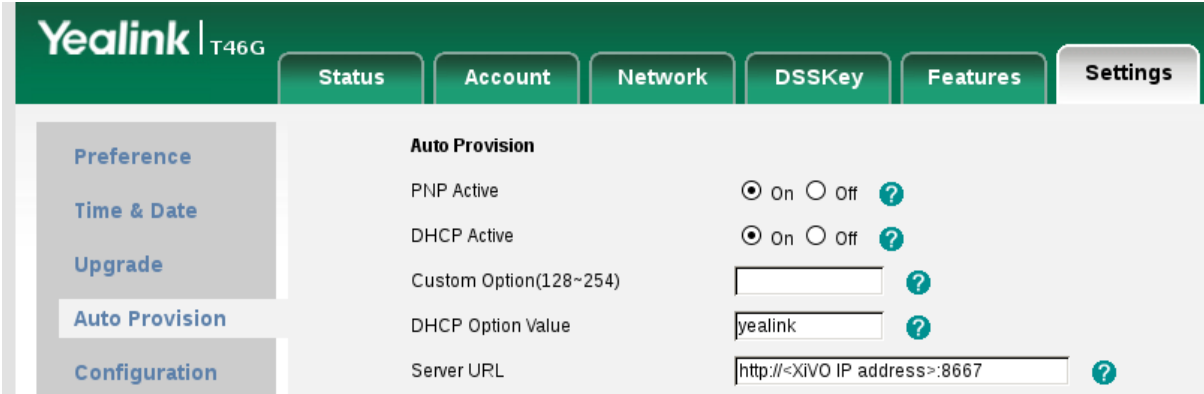 Yealink T46G
Status Account Network DSSKey Features Settings
Preference
Time & Date
Upgrade
Auto Provision
Configuration
Auto Provision
PNP Active On Off ?
DHCP Active On Off ?
Custom Option(128~254) ?
DHCP Option Value yealink ?
Server URL http://<XiVO IP address>:8667 ?